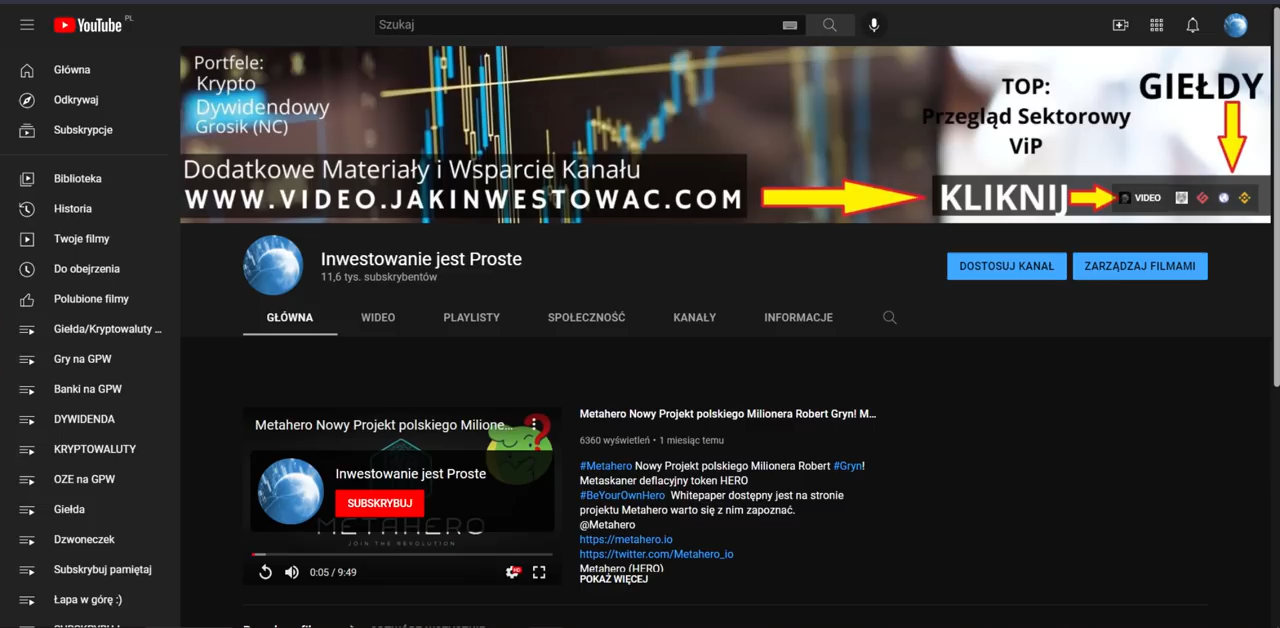 YouTube PL
Szukaj
Główna
Odkrywaj
Subskrypcje
Biblioteka
Historia
Twoje filmy
Do obejrzenia
Polubione filmy
Giełda/Kryptowaluty ...
Gry na GPW
Banki na GPW
DYWIDENDA
KRYPTOWALUTY
OZE na GPW
Giełda
Dzwoneczek
Subskrybuj pamiętaj
Łapa w górę :)
Portfele:
Krypto
Dywidendowy
Grosik (NC)
Dodatkowe Materiały i Wsparcie Kanału
WWW.VIDEO.JAKINWESTOWAC.COM
TOP:
Przegląd Sektorowy
ViP
GIEŁDY
KLIKNIJ
VIDEO
Inwestowanie jest Proste
11,6 tys. subskrybentów
DOSTOSUJ KANAŁ
ZARZĄDZAJ FILMAMI
GŁÓWNA
WIDEO
PLAYLISTY
SPOŁECZNOŚĆ
KANAŁY
INFORMACJE
Metahero Nowy Projekt polskiego Milione...
Inwestowanie jest Proste
SUBSKRYBUJ
METAHERO
JOIN THE REVOLUTION
0:05 / 9:49
Metahero Nowy Projekt polskiego Milionera Robert Gryn! M...
6360 wyświetleń • 1 miesiąc temu
#Metahero Nowy Projekt polskiego Milionera Robert #Gryn!
Metaskaner deflacyjny token HERO
#BeYourOwnHero Whitepaper dostępny jest na stronie
projektu Metahero warto się z nim zapoznać.
@Metahero
https://metahero.io
https://twitter.com/Metahero_io
Metahero (HERO)
POKAŻ WIĘCEJ